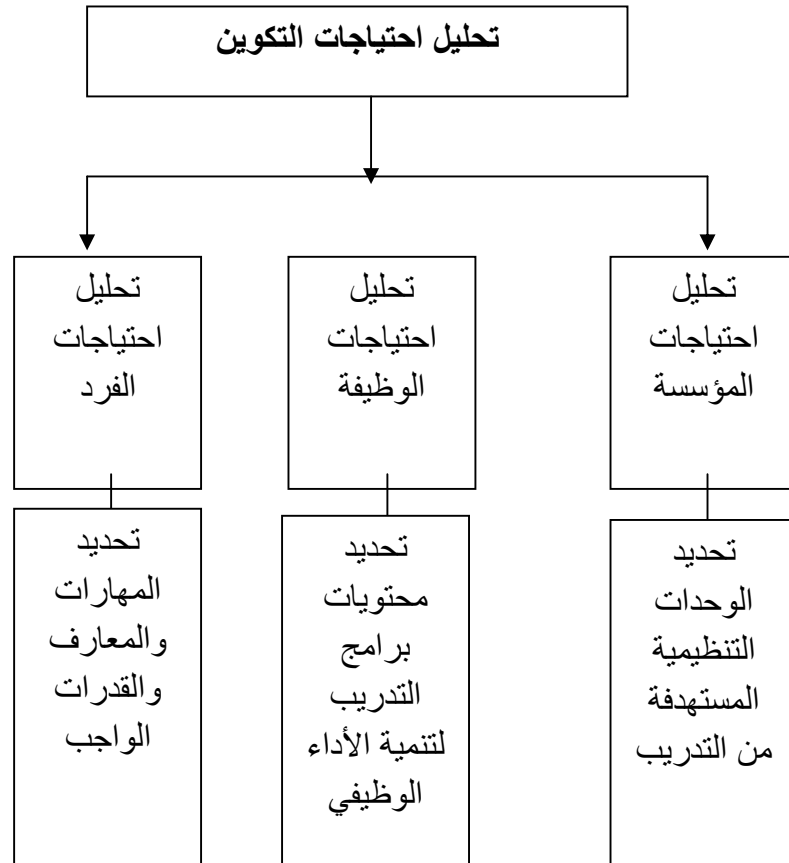 تحليل احتياجات التكوين
تحليل
احتياجات
المؤسسة
تحليل
احتياجات
الوظيفة
تحليل
احتياجات
الفرد
تحديد
الوحدات
التنظيمية
المستهدفة
من التدريب
تحديد
محتويات
برامج
التدريب
لتنمية الأداء
الوظيفي
تحديد
المهارات
والمعارف
والقدرات
الواجب